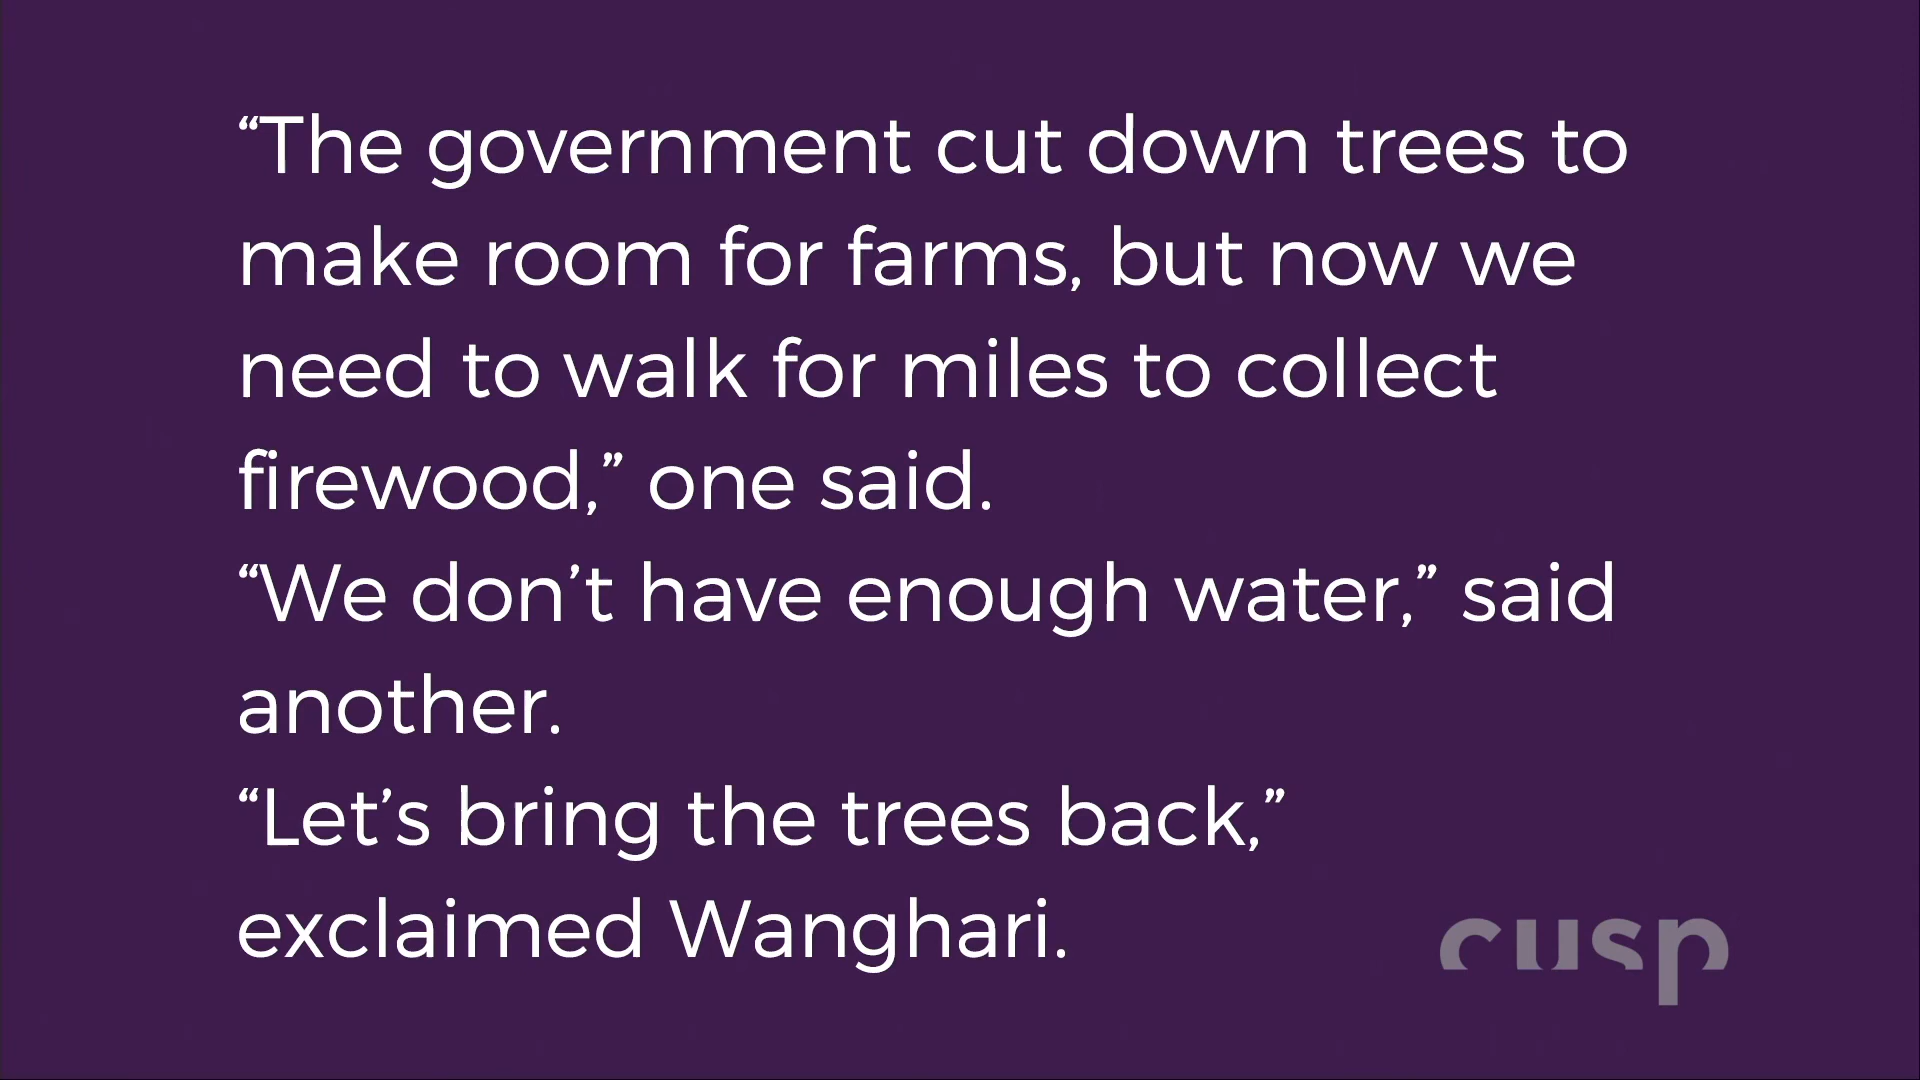 “The government cut down trees to
make room for farms, but now we
need to walk for miles to collect
firewood,” one said.
“We don’t have enough water,” said
another.
“Let’s bring the trees back,”
exclaimed Wanghari.
cusp